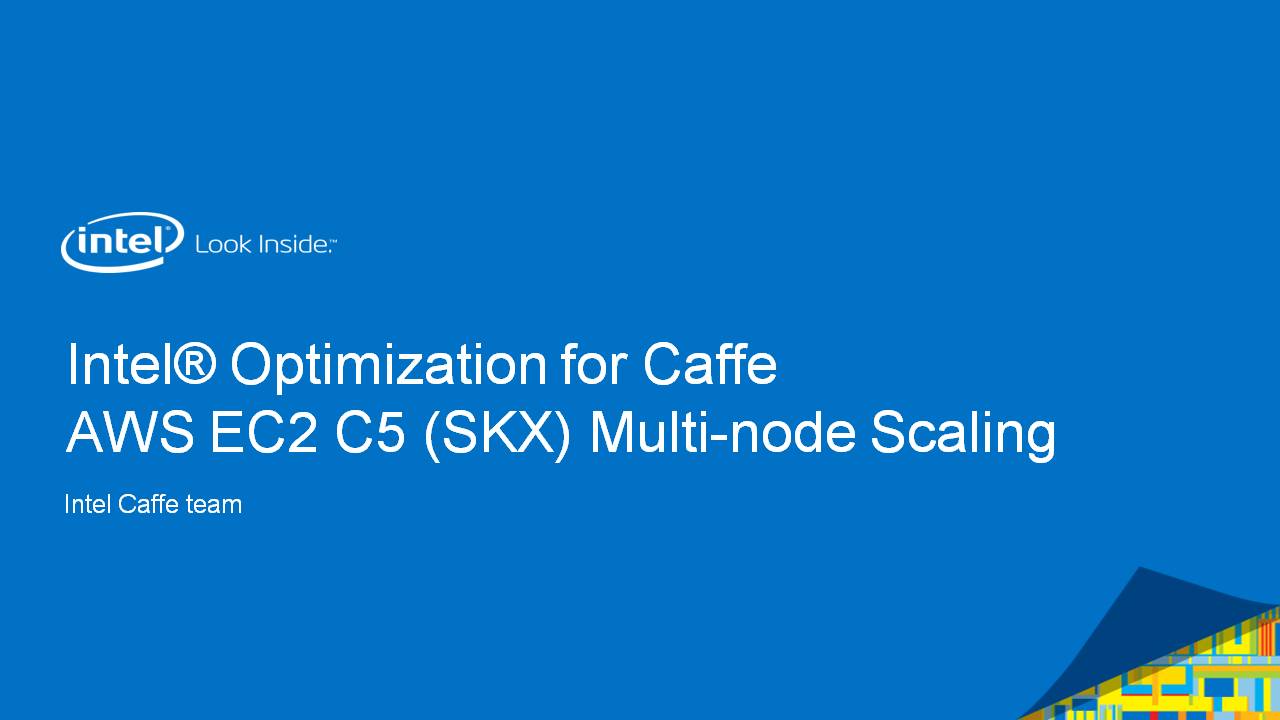 intel® Look Inside.™
Intel® Optimization for Caffe
AWS EC2 C5 (SKX) Multi-node Scaling
Intel Caffe team